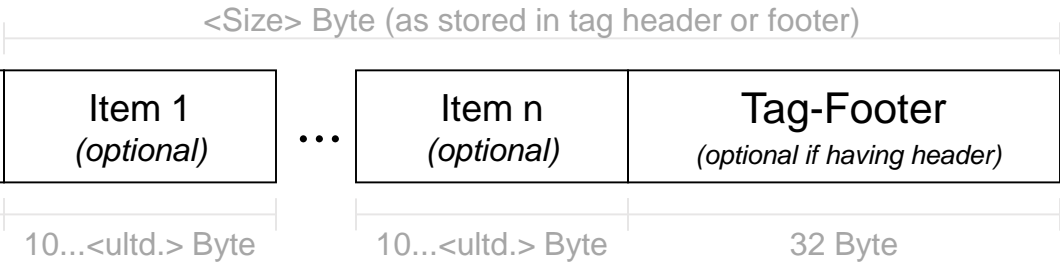 <Size> Byte (as stored in tag header or footer)
Item 1
(optional)
...
Item n
(optional)
Tag-Footer
(optional if having header)
10...<ultd.> Byte
10...<ultd.> Byte
32 Byte